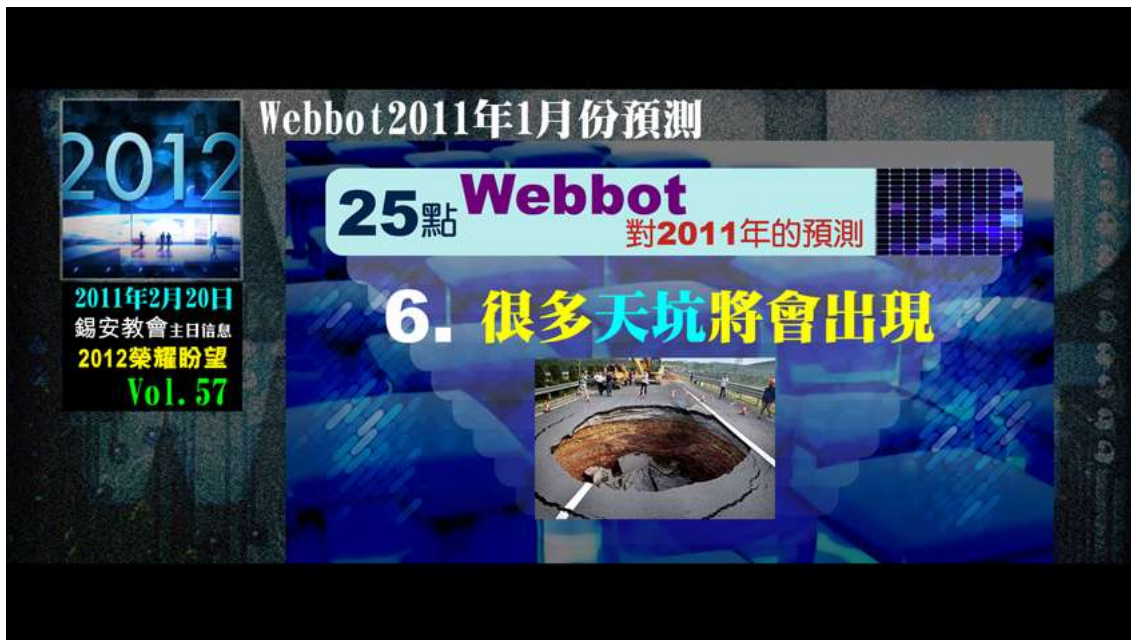 Webbot2011年1月份預測
2012
2011年2月20日
錫安教會主日信息
2012榮耀盼望
Vol. 57
25點 Webbot
對2011年的預測
6. 很多天坑將會出現